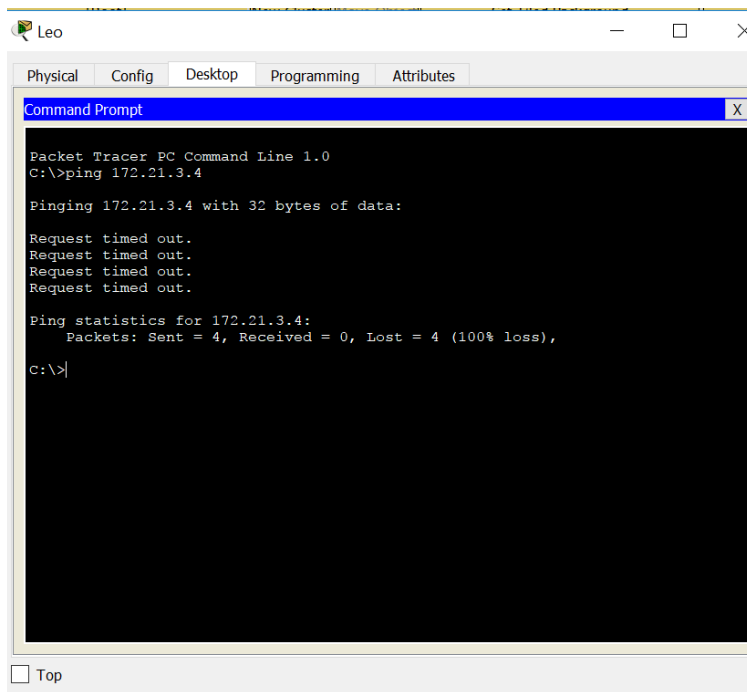 Leo
Physical Config Desktop Programming Attributes
Command Prompt X
Packet Tracer PC Command Line 1.0
C:\>ping 172.21.3.4
Pinging 172.21.3.4 with 32 bytes of data:
Request timed out.
Request timed out.
Request timed out.
Request timed out.
Ping statistics for 172.21.3.4:
Packets: Sent = 4, Received = 0, Lost = 4 (100% loss),
C:\>
Top